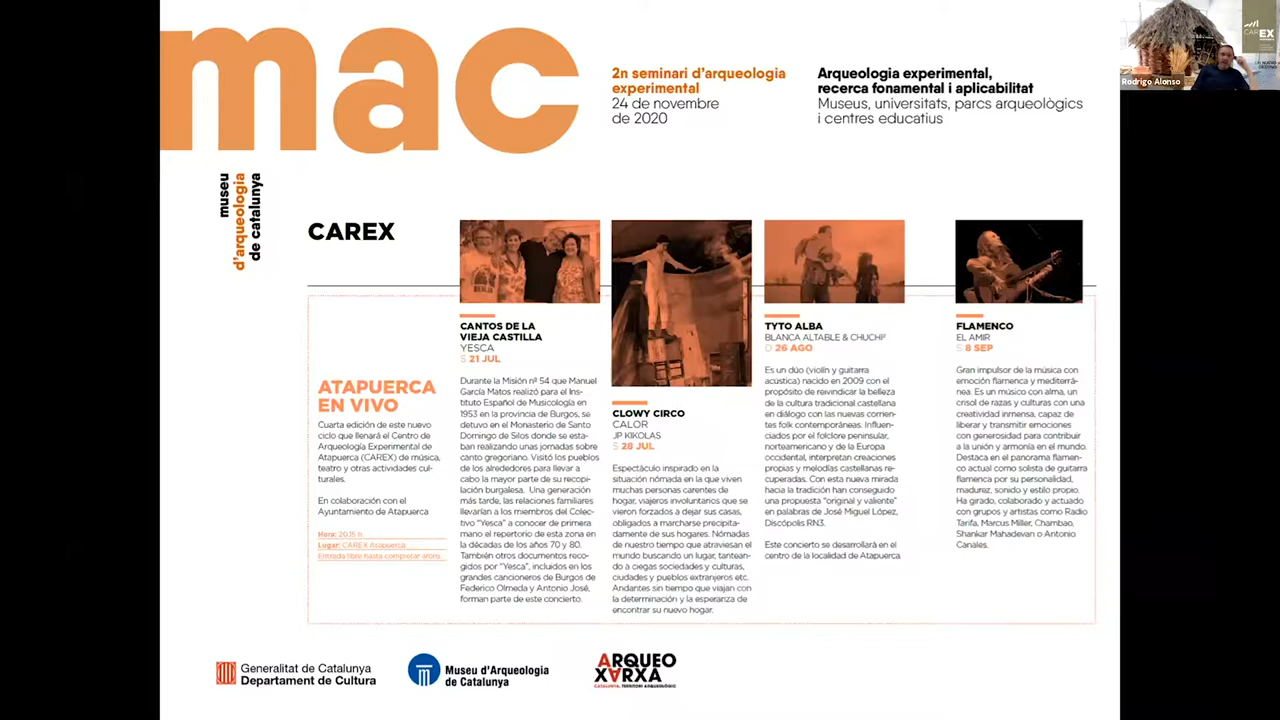 mac
2n seminari d'arqueologia
experimental
24 de novembre
de 2020
Arqueologia experimental,
recerca fonamental i aplicabilitat
Museus, universitats, parcs arqueològics
i centres educatius
CAREX
Rodrigo Alonso
museu
d'arqueologia
de catalunya
CAREX
ATAPUERCA
EN VIVO
Cuarta edición de este nuevo
ciclo que llenará el Centro de
Arqueología Experimental de
Atapuerca (CAREX) de música,
teatro y otras actividades cul-
turales.
En colaboración con el
Ayuntamiento de Atapuerca
Hora: 20.15 h.
Lugar: CAREX Atapuerca
Entrada libre hasta completar aforo.
CANTOS DE LA
VIEJA CASTILLA
YESCA
S 21 JUL
Durante la Misión nº 54 que Manuel
García Matos realizó para el Ins-
tituto Español de Musicología en
1953 en la provincia de Burgos, se
detuvo en el Monasterio de Santo
Domingo de Silos donde se esta-
ban realizando unas jornadas sobre
canto gregoriano. Visitó los pueblos
de los alrededores para llevar a
cabo la mayor parte de su recopi-
lación burgalesa. Una generación
más tarde, las relaciones familiares
llevarían a los miembros del Colec-
tivo "Yesca" a conocer de primera
mano el repertorio de esta zona en
la décadas de los años 70 y 80.
También otros documentos reco-
gidos por "Yesca", incluidos en los
grandes cancioneros de Burgos de
Federico Olmeda y Antonio José,
forman parte de este concierto.
CLOWY CIRCO
CALOR
JP KIKOLAS
S 28 JUL
Espectáculo inspirado en la
situación nómada en la que viven
muchas personas carentes de
hogar, viajeros involuntarios que se
vieron forzados a dejar sus casas,
obligados a marcharse precipita-
damente de sus hogares. Nómadas
de nuestro tiempo que atraviesan el
mundo buscando un lugar, tantean-
do a ciegas sociedades y culturas,
ciudades y pueblos extranjeros etc.
Andantes sin tiempo que viajan con
la determinación y la esperanza de
encontrar su nuevo hogar.
TYTO ALBA
BLANCA ALTABLE & CHUCHI²
D 26 AGO
Es un dúo (violín y guitarra
acústica) nacido en 2009 con el
propósito de reivindicar la belleza
de la cultura tradicional castellana
en diálogo con las nuevas corrien-
tes folk contemporáneas. Influen-
ciados por el folclore peninsular,
norteamericano y de la Europa
occidental, interpretan creaciones
propias y melodías castellanas re-
cuperadas. Con esta nueva mirada
hacia la tradición han conseguido
una propuesta "original y valiente"
en palabras de José Miguel López,
Discópolis RN3.
Este concierto se desarrollará en el
centro de la localidad de Atapuerca.
FLAMENCO
EL AMIR
S 8 SEP
Gran impulsor de la música con
emoción flamenca y mediterrá-
nea. Es un músico con alma, un
crisol de razas y culturas con una
creatividad inmensa, capaz de
liberar y transmitir emociones
con generosidad para contribuir
a la unión y armonía en el mundo.
Destaca en el panorama flamen-
co actual como solista de guitarra
flamenca por su personalidad,
madurez, sonido y estilo propio.
Ha girado, colaborado y actuado
con grupos y artistas como Radio
Tarifa, Marcus Miller, Chambao,
Shankar Mahadevan o Antonio
Canales.
Generalitat de Catalunya
Departament de Cultura
Museu d'Arqueologia
de Catalunya
ARQUEO
XARXA
CATALUNYA, TERRITORI ARQUEOLÒGIC